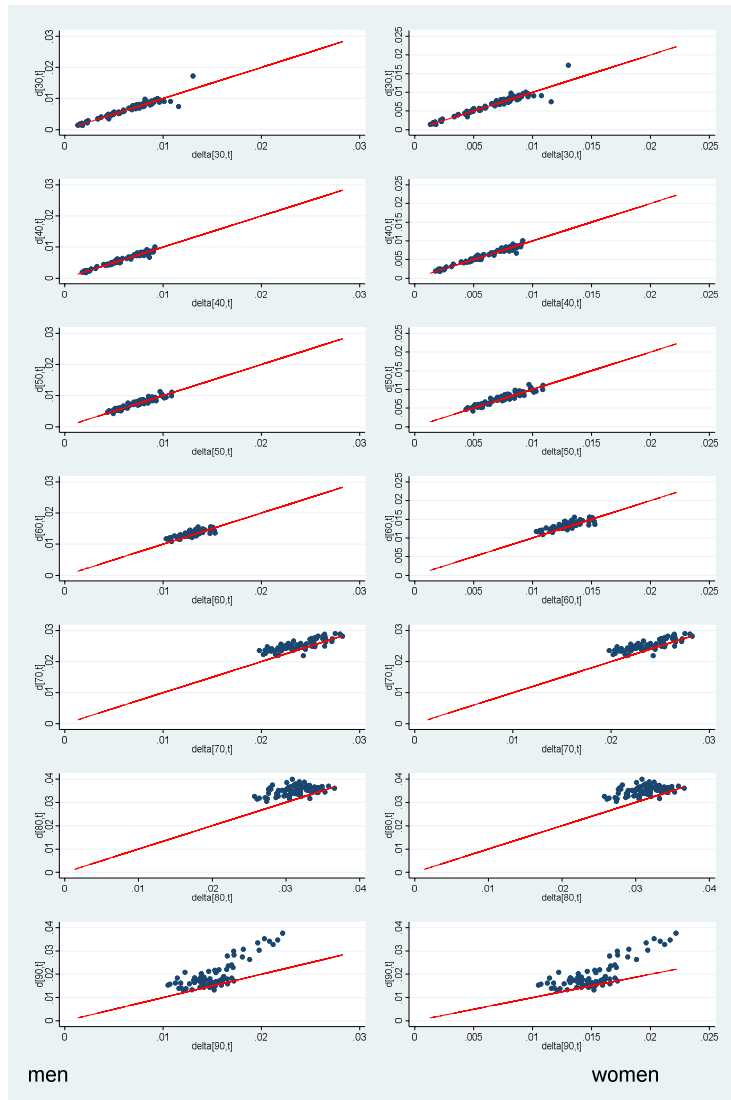 .03 .02 .01 0
d[30,t]
0 .01 .02 .03
delta[30,t]
.025 .02 .015 .01 .005 0
d[30,t]
0 .005 .01 .015 .02 .025
delta[30,t]
.03 .02 .01 0
d[40,t]
0 .01 .02 .03
delta[40,t]
.025 .02 .015 .01 .005 0
d[40,t]
0 .005 .01 .015 .02 .025
delta[40,t]
.03 .02 .01 0
d[50,t]
0 .01 .02 .03
delta[50,t]
.025 .02 .015 .01 .005 0
d[50,t]
0 .005 .01 .015 .02 .025
delta[50,t]
.03 .02 .01 0
d[60,t]
0 .01 .02 .03
delta[60,t]
.025 .02 .015 .01 .005 0
d[60,t]
0 .005 .01 .015 .02 .025
delta[60,t]
.03 .02 .01 0
d[70,t]
0 .01 .02 .03
delta[70,t]
.03 .02 .01 0
d[70,t]
0 .01 .02 .03
delta[70,t]
.04 .03 .02 .01 0
d[80,t]
0 .01 .02 .03 .04
delta[80,t]
.04 .03 .02 .01 0
d[80,t]
0 .01 .02 .03 .04
delta[80,t]
.04 .03 .02 .01 0
d[90,t]
0 .01 .02 .03
delta[90,t]
.04 .03 .02 .01 0
d[90,t]
0 .005 .01 .015 .02 .025
delta[90,t]
men
women